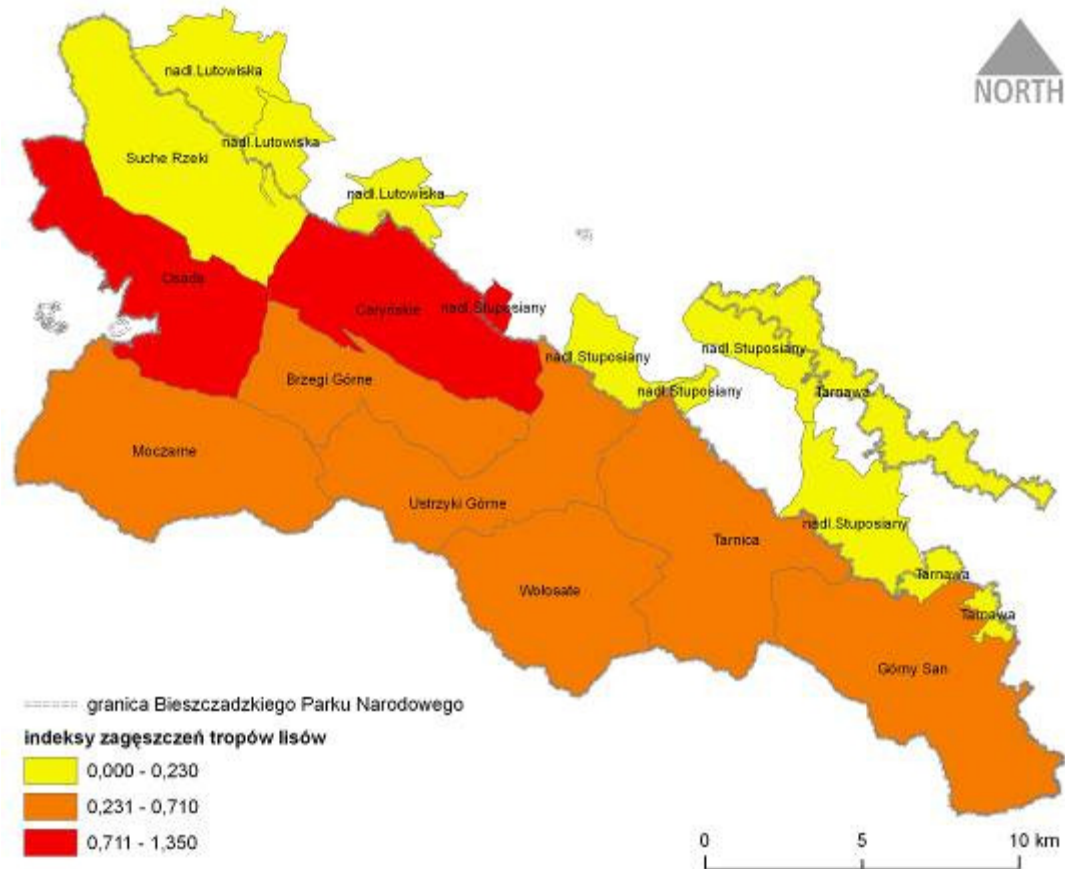 nadl.Lutowiska
NORTH
nadl.Lutowiska
Suche Rzeki
nadl.Lutowiska
Osada
Caryńskie
nadl.Stuposiany
nadl.Stuposiany
nadl.Stuposiany
Brzegi Górne
nadl.Stuposiany
Tarnawa
Moczarne
Ustrzyki Górne
nadl.Stuposiany
Tarnica
Tarnawa
Wołosate
Tarnawa
Górny San
granica Bieszczadzkiego Parku Narodowego
indeksy zagęszczeń tropów lisów
0,000 - 0,230
0,231 - 0,710
0,711 - 1,350
0 5 10 km